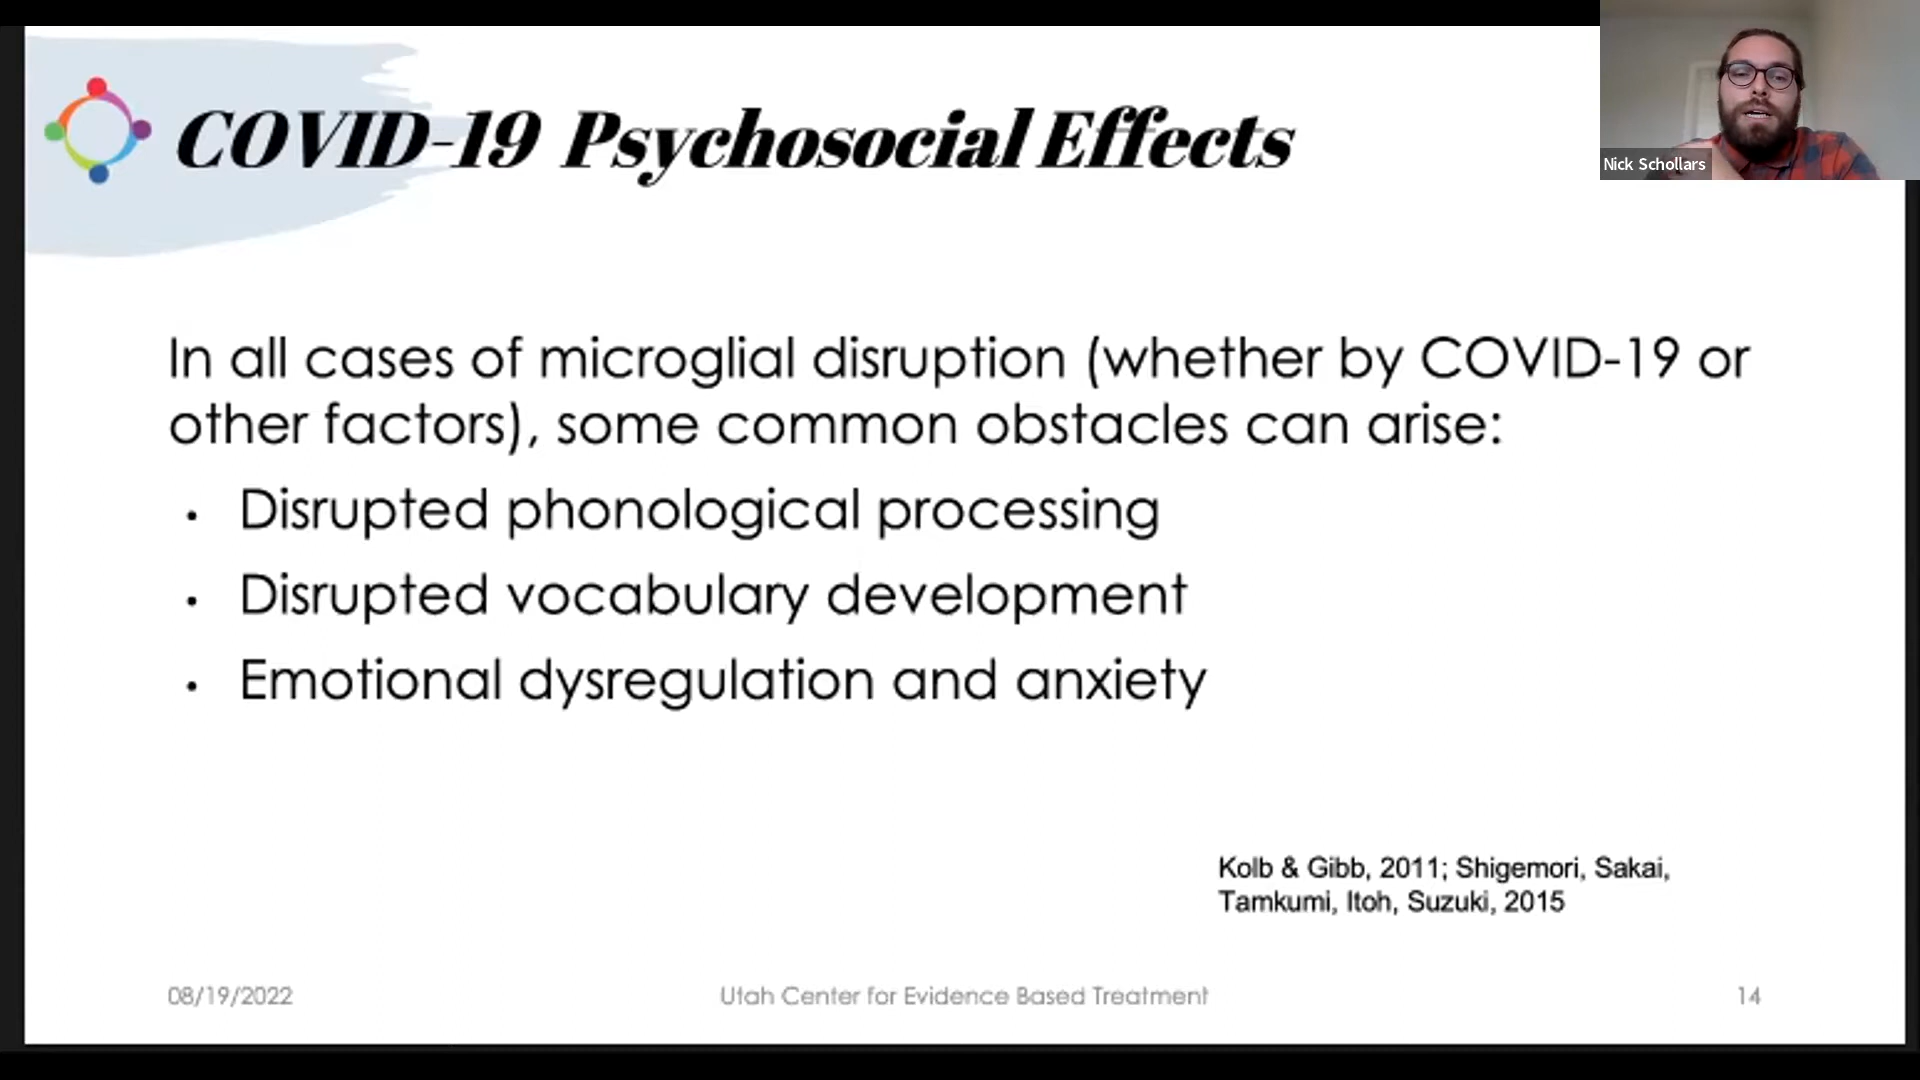 COVID-19 Psychosocial Effects
Nick Schollars
In all cases of microglial disruption (whether by COVID-19 or
other factors), some common obstacles can arise:
• Disrupted phonological processing
• Disrupted vocabulary development
• Emotional dysregulation and anxiety
Kolb & Gibb, 2011; Shigemori, Sakai,
Tamkumi, Itoh, Suzuki, 2015
08/19/2022
Utah Center for Evidence Based Treatment
14